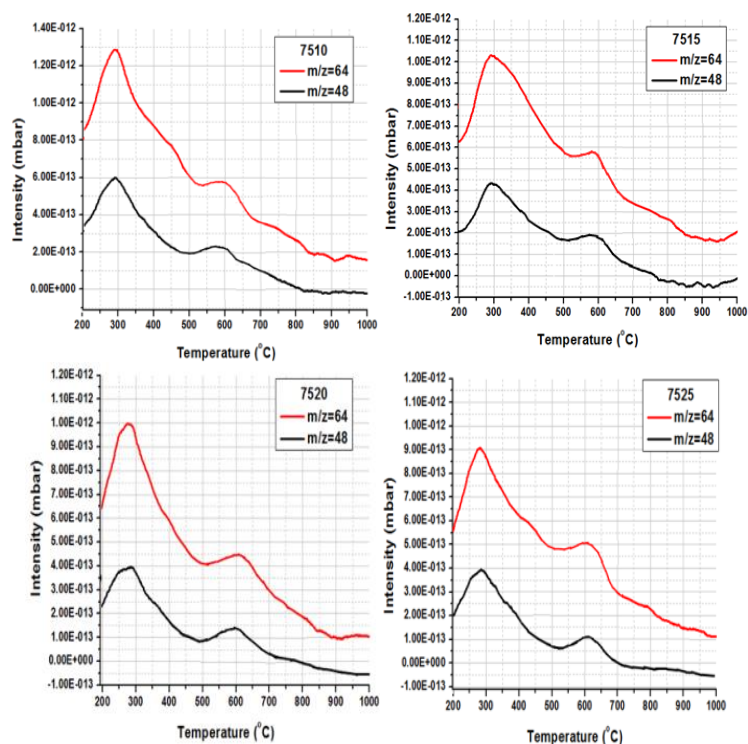 7510
m/z=64
m/z=48
Intensity (mbar)
1.40E-012
1.20E-012
1.00E-012
8.00E-013
6.00E-013
4.00E-013
2.00E-013
0.00E+000
200 300 400 500 600 700 800 900 1000
Temperature (°C)
7515
m/z=64
m/z=48
Intensity (mbar)
1.20E-012
1.10E-012
1.00E-012
9.00E-013
8.00E-013
7.00E-013
6.00E-013
5.00E-013
4.00E-013
3.00E-013
2.00E-013
1.00E-013
0.00E+000
-1.00E-013
200 300 400 500 600 700 800 900 1000
Temperature (°C)
7520
m/z=64
m/z=48
Intensity (mbar)
1.20E-012
1.10E-012
1.00E-012
9.00E-013
8.00E-013
7.00E-013
6.00E-013
5.00E-013
4.00E-013
3.00E-013
2.00E-013
1.00E-013
0.00E+000
-1.00E-013
200 300 400 500 600 700 800 900 1000
Temperature (°C)
7525
m/z=64
m/z=48
Intensity (mbar)
1.20E-012
1.10E-012
1.00E-012
9.00E-013
8.00E-013
7.00E-013
6.00E-013
5.00E-013
4.00E-013
3.00E-013
2.00E-013
1.00E-013
0.00E+000
-1.00E-013
200 300 400 500 600 700 800 900 1000
Temperature (°C)